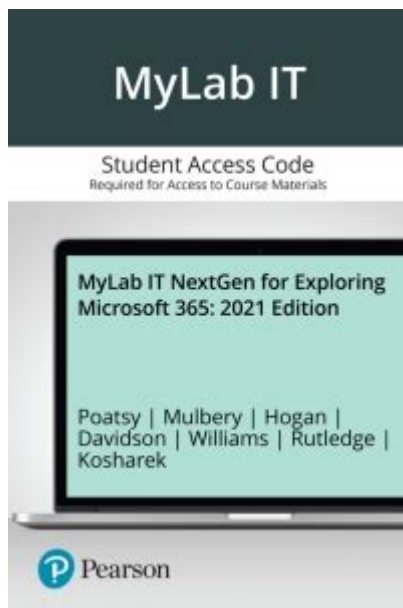 MyLab IT
Student Access Code
Required for Access to Course Materials
MyLab IT NextGen for Exploring
Microsoft 365: 2021 Edition
Poatsy | Mulbery | Hogan |
Davidson | Williams | Rutledge |
Kosharek
P Pearson